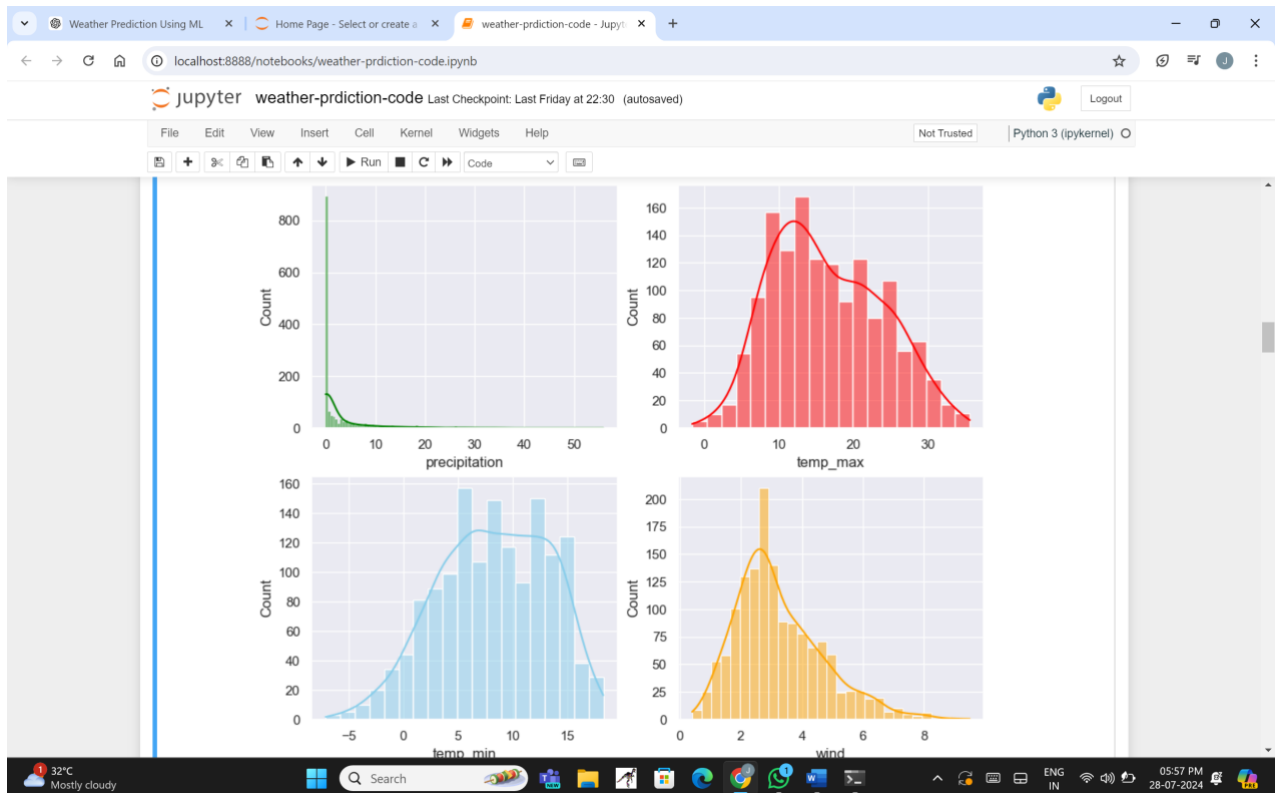 Weather Prediction Using ML
Home Page - Select or create a
weather-prdiction-code - Jupyt
localhost:8888/notebooks/weather-prdiction-code.ipynb
J
jupyter weather-prdiction-code Last Checkpoint: Last Friday at 22:30 (autosaved)
Logout
File Edit View Insert Cell Kernel Widgets Help
Not Trusted
Python 3 (ipykernel)
Run
Code
800
600
400
200
0
Count
0 10 20 30 40 50
precipitation
160
140
120
100
80
60
40
20
0
Count
0 10 20 30
temp_max
160
140
120
100
80
60
40
20
0
Count
−5 0 5 10 15
temp_min
200
175
150
125
100
75
50
25
0
Count
0 2 4 6 8
wind
1
32°C
Mostly cloudy
Search
NEW
J
1
ENG
IN
05:57 PM
28-07-2024
PRE